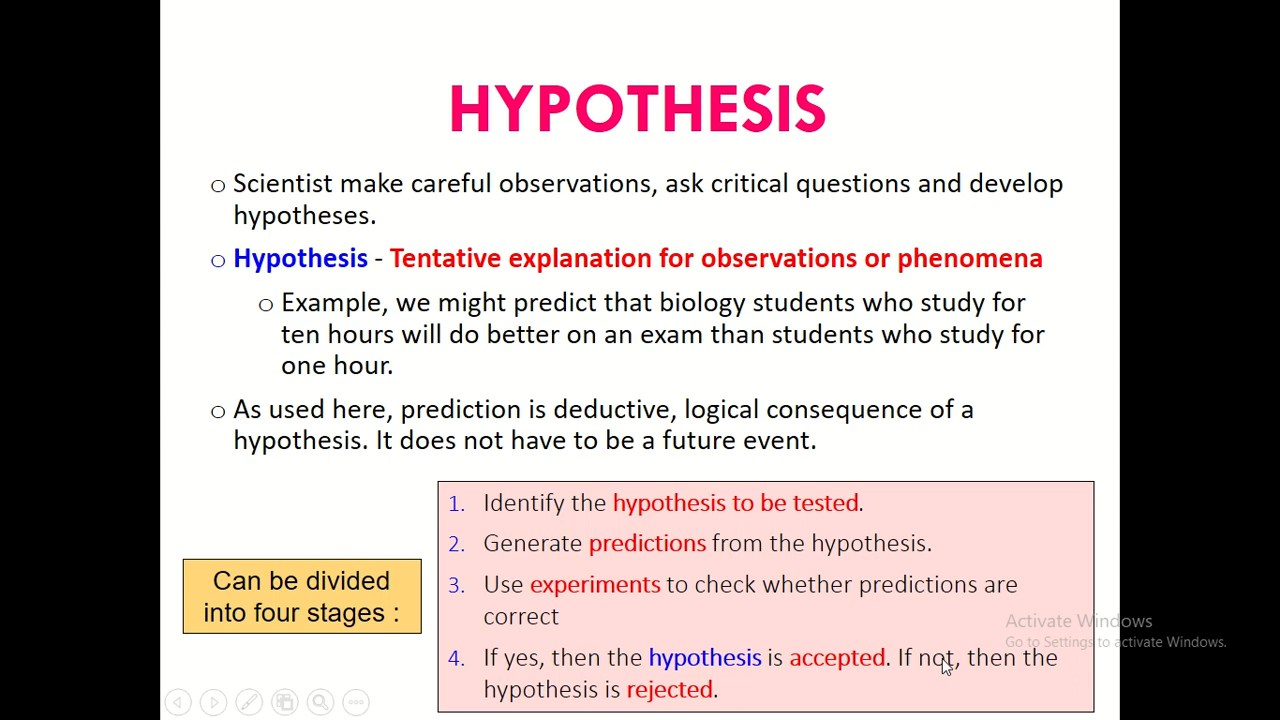 HYPOTHESIS
o Scientist make careful observations, ask critical questions and develop
hypotheses.
o Hypothesis - Tentative explanation for observations or phenomena
o Example, we might predict that biology students who study for
ten hours will do better on an exam than students who study for
one hour.
o As used here, prediction is deductive, logical consequence of a
hypothesis. It does not have to be a future event.
Can be divided
into four stages :
1. Identify the hypothesis to be tested.
2. Generate predictions from the hypothesis.
3. Use experiments to check whether predictions are
correct
4. If yes, then the hypothesis is accepted. If not, then the
hypothesis is rejected.
Activate Windows
Go to Settings to activate Windows.